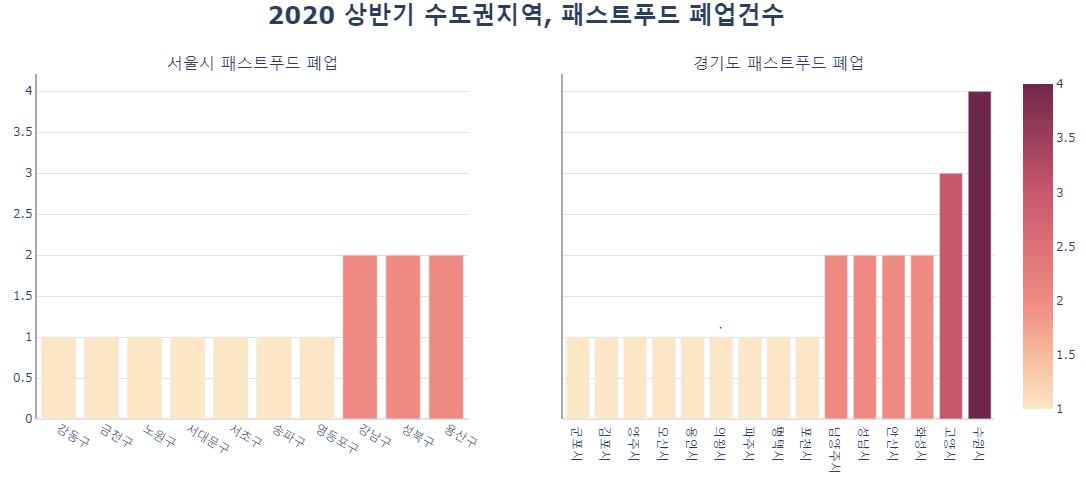 2020 상반기 수도권지역, 패스트푸드 폐업건수
서울시 패스트푸드 폐업
경기도 패스트푸드 폐업
4
3.5
3
2.5
2
1.5
1
0.5
0
강동구
금천구
노원구
서대문구
서초구
송파구
영등포구
강남구
성북구
용산구
군포시
김포시
양주시
오산시
용인시
의왕시
파주시
평택시
포천시
남양주시
성남시
안산시
화성시
고양시
수원시
4
3.5
3
2.5
2
1.5
1